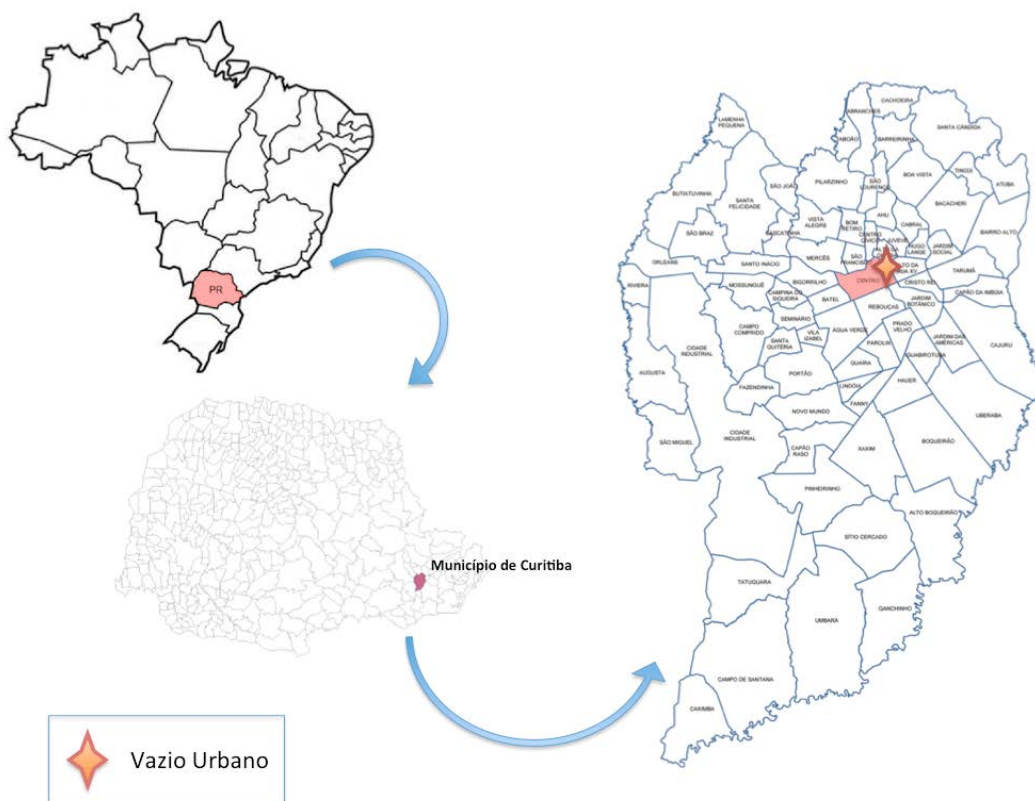 PR
Município de Curitiba
Vazio Urbano
CACHOEIRA
ABRANCHES
LAMENHA
PEQUENA
SANTA CÂNDIDA
BARREIRINHA
TABOÃO
PILARZINHO
SÃO
LOURENÇO
BOA VISTA
TINGUI
ATUBA
SÃO JOÃO
BUTIATUVINHA
SANTA
FELICIDADE
BACACHERI
VISTA
ALEGRE
BOM
RETIRO
AHU
CABRAL
BAIRRO ALTO
SÃO BRAZ
CASCATINHA
CENTRO
CÍVICO
JUVEVÊ
HUGO
LANGE
JARDIM
SOCIAL
ORLEANS
SANTO INÁCIO
MERCÊS
SÃO
FRANCISCO
TARUMÃ
RIVIERA
MOSSUNGUÊ
BIGORRILHO
CENTRO
CRISTO REI
CAPÃO DA IMBUIA
CAMPINA DO
SIQUEIRA
BATEL
REBOUÇAS
JARDIM
BOTÂNICO
SEMINÁRIO
CAMPO
COMPRIDO
SANTA
QUITÉRIA
VILA
IZABEL
ÁGUA VERDE
PRADO
VELHO
PAROLIN
JARDIM DAS
AMÉRICAS
CAJURU
CIDADE
INDUSTRIAL
GUABIROTUBA
GUAÍRA
AUGUSTA
PORTÃO
FAZENDINHA
LINDÓIA
HAUER
FANNY
NOVO MUNDO
UBERABA
SÃO MIGUEL
CIDADE
INDUSTRIAL
CAPÃO
RASO
XAXIM
BOQUEIRÃO
PINHEIRINHO
ALTO BOQUEIRÃO
SÍTIO CERCADO
TATUQUARA
UMBARÁ
GANCHINHO
CAMPO DE SANTANA
CAXIMBA